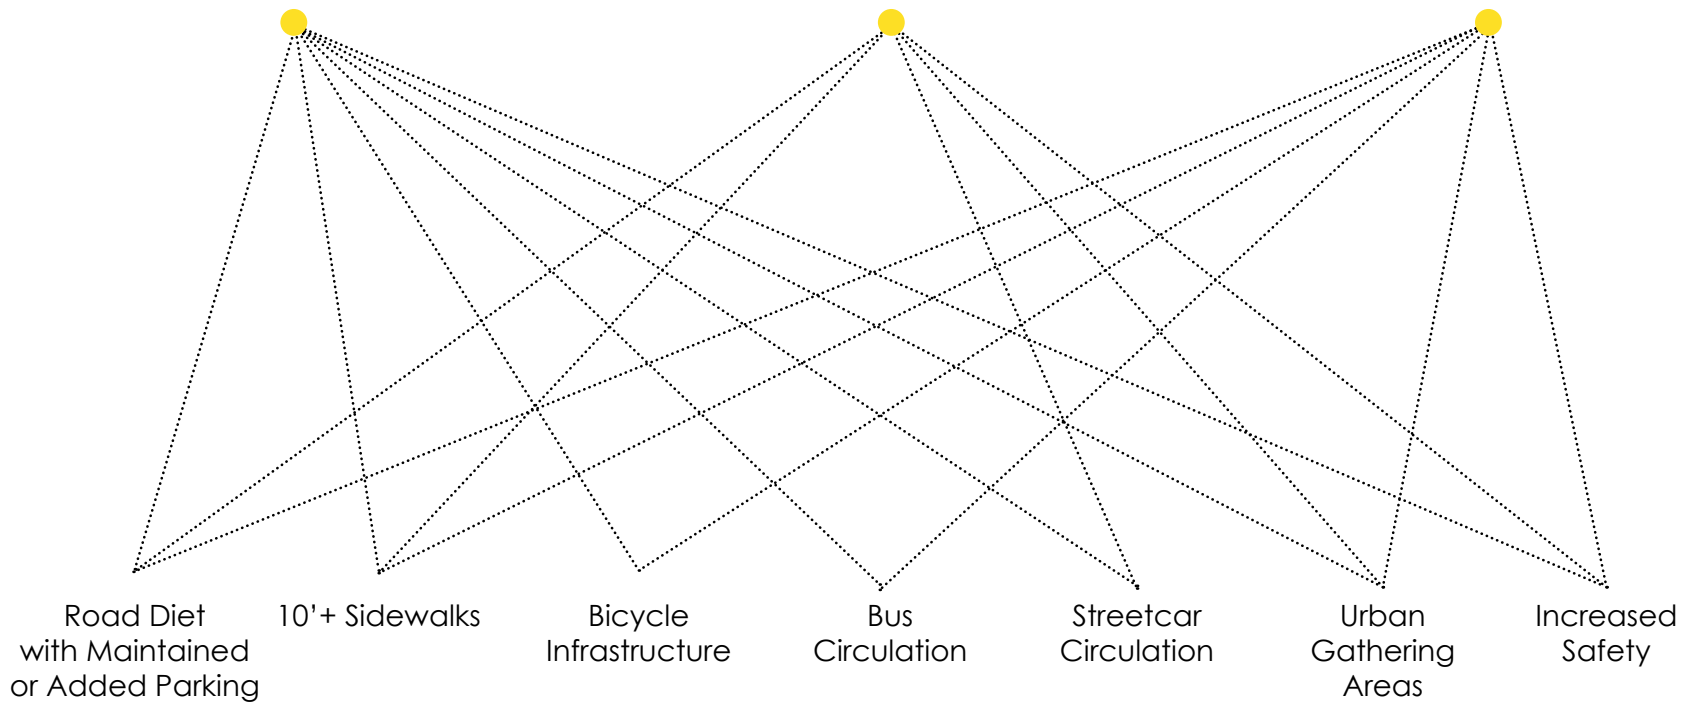 Road Diet
with Maintained
or Added Parking
10’+ Sidewalks
Bicycle
Infrastructure
Bus
Circulation
Streetcar
Circulation
Urban
Gathering
Areas
Increased
Safety